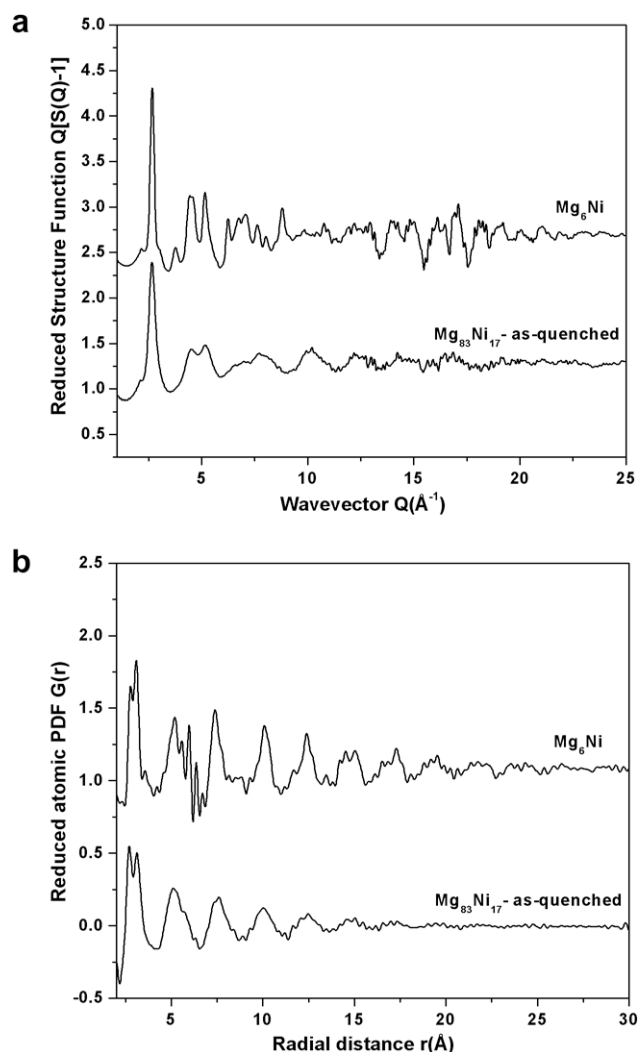 a
5.0
4.5
4.0
3.5
3.0
2.5
2.0
1.5
1.0
0.5
Reduced Structure Function Q[S(Q)-1]
Mg₆Ni
Mg₈₃Ni₁₇- as-quenched
5 10 15 20 25
Wavevector Q(Å⁻¹)
b
2.5
2.0
1.5
1.0
0.5
0.0
-0.5
Reduced atomic PDF G(r)
Mg₆Ni
Mg₈₃Ni₁₇- as-quenched
5 10 15 20 25 30
Radial distance r(Å)